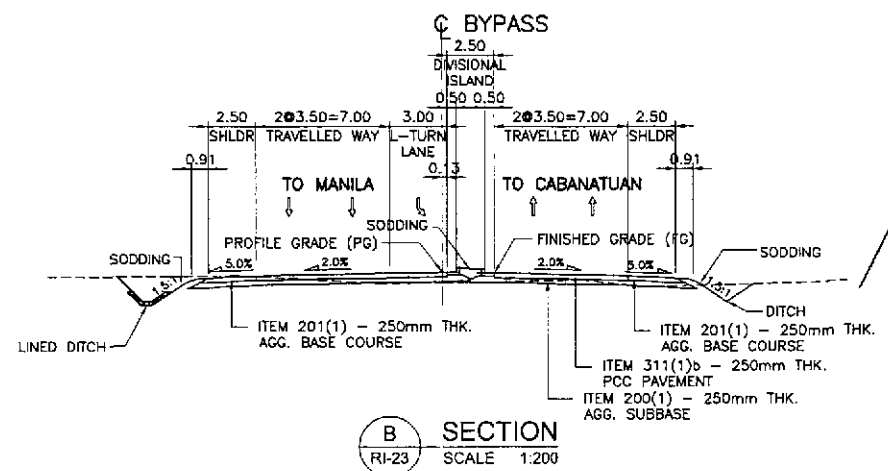 ℄ BYPASS
2.50
DIVISIONAL
ISLAND
0.50 0.50
2.50 2@3.50=7.00 3.00 2@3.50=7.00 2.50
SHLDR TRAVELLED WAY L-TURN TRAVELLED WAY SHLDR
LANE
0.91 0.13 0.91
TO MANILA TO CABANATUAN
SODDING
PROFILE GRADE (PG) FINISHED GRADE (FG)
SODDING SODDING
5.0% 2.0% 2.0% 5.0%
1.5:1 1.5:1
DITCH
LINED DITCH
ITEM 201(1) - 250mm THK.
AGG. BASE COURSE
ITEM 201(1) - 250mm THK.
AGG. BASE COURSE
ITEM 311(1)b - 250mm THK.
PCC PAVEMENT
ITEM 200(1) - 250mm THK.
AGG. SUBBASE
B SECTION
RI-23 SCALE 1:200